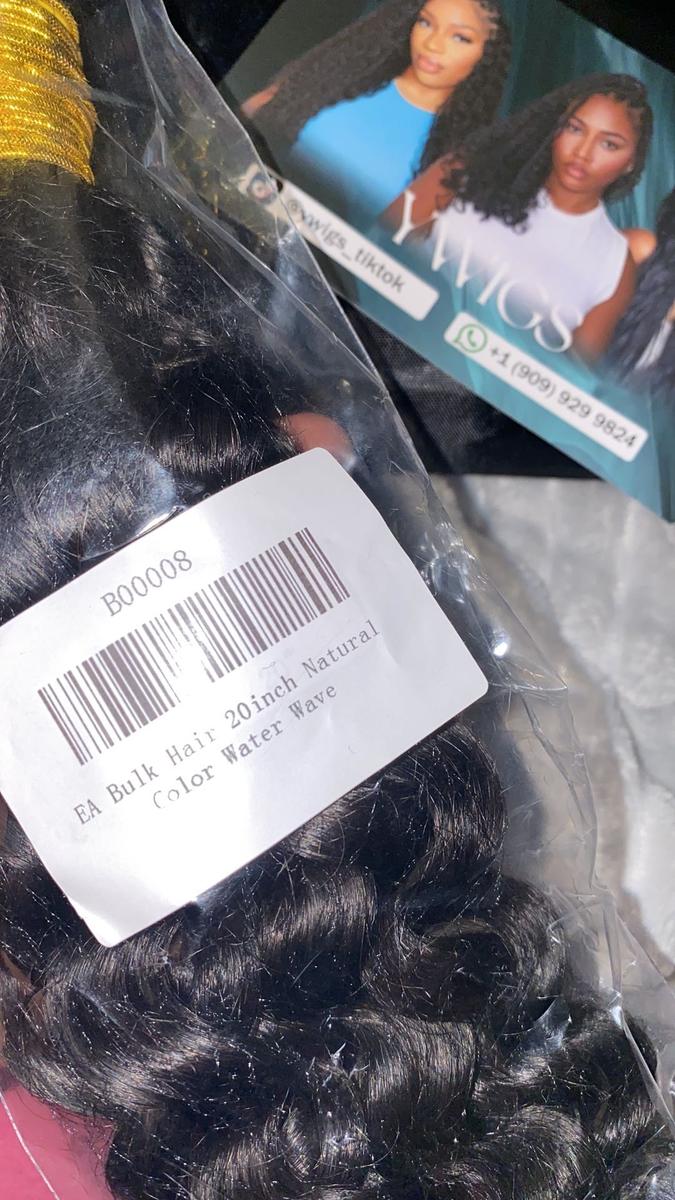 @ywigs_tiktok
YWIGS
+1 (909) 929 9824
B00008
EA Bulk Hair 20inch Natural
Color Water Wave